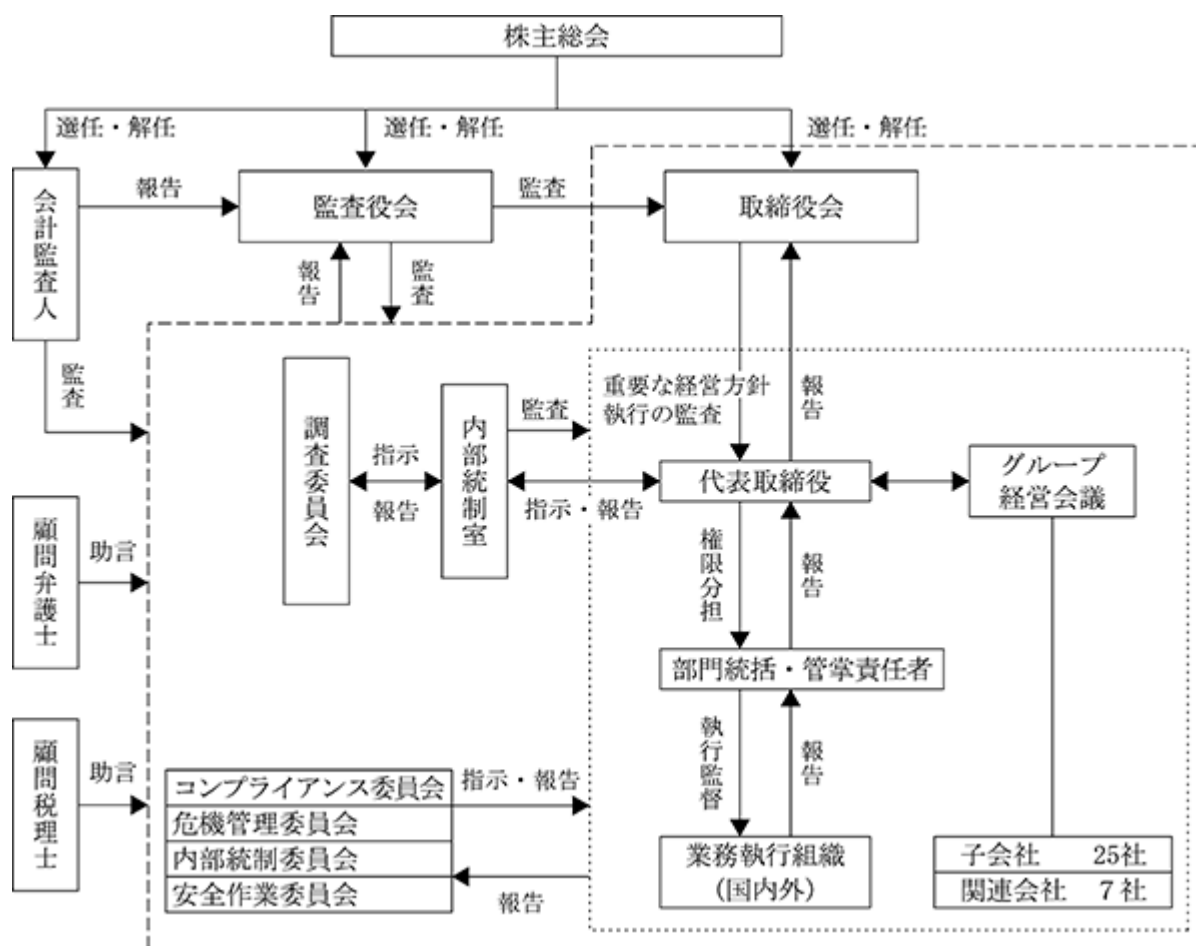 株主総会
選任・解任
選任・解任
選任・解任
会計監査人
報告
監査役会
監査
取締役会
報告
監査
監査
調査委員会
指示
報告
内部統制室
監査
指示・報告
重要な経営方針
執行の監査
報告
代表取締役
グループ
経営会議
顧問弁護士
助言
権限分担
報告
部門統括・管掌責任者
顧問税理士
助言
執行監督
報告
コンプライアンス委員会
危機管理委員会
内部統制委員会
安全作業委員会
指示・報告
報告
業務執行組織
(国内外)
子会社 25社
関連会社 7社